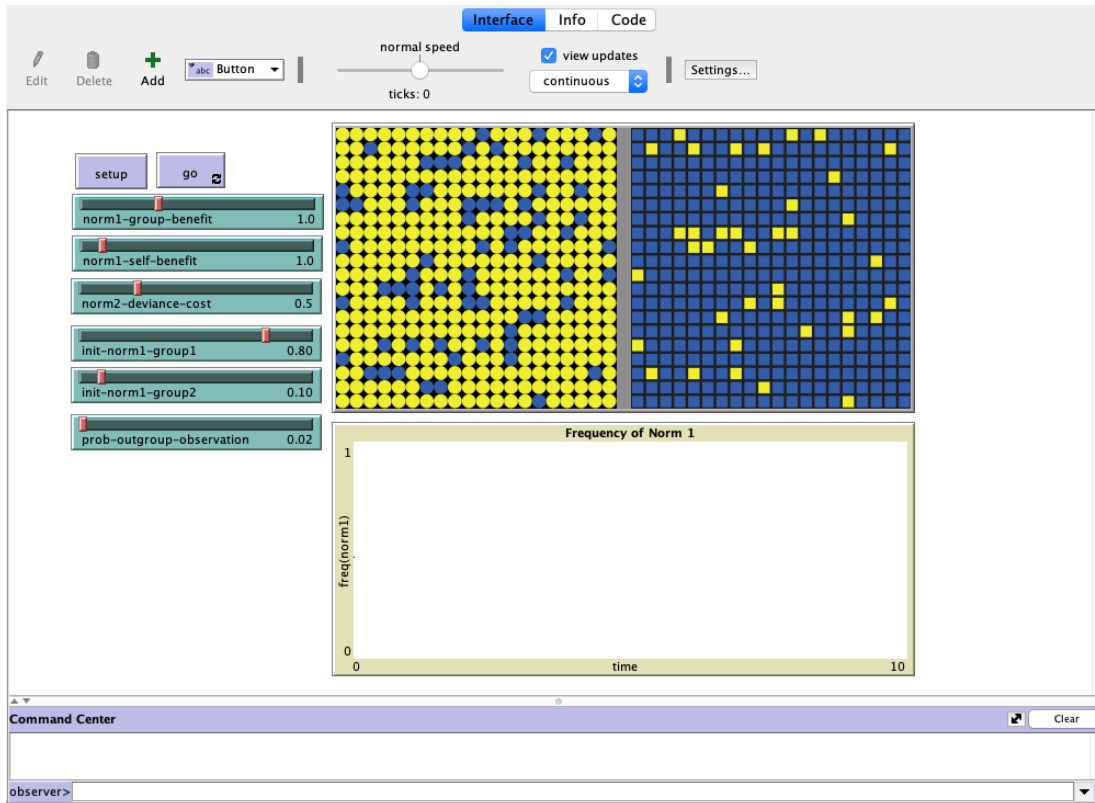 Interface Info Code
Edit Delete Add abc Button
normal speed
ticks: 0
view updates
continuous
Settings...
setup go
norm1-group-benefit 1.0
norm1-self-benefit 1.0
norm2-deviance-cost 0.5
init-norm1-group1 0.80
init-norm1-group2 0.10
prob-outgroup-observation 0.02
Frequency of Norm 1
1
freq(norm1)
0
0 time 10
Command Center Clear
observer>